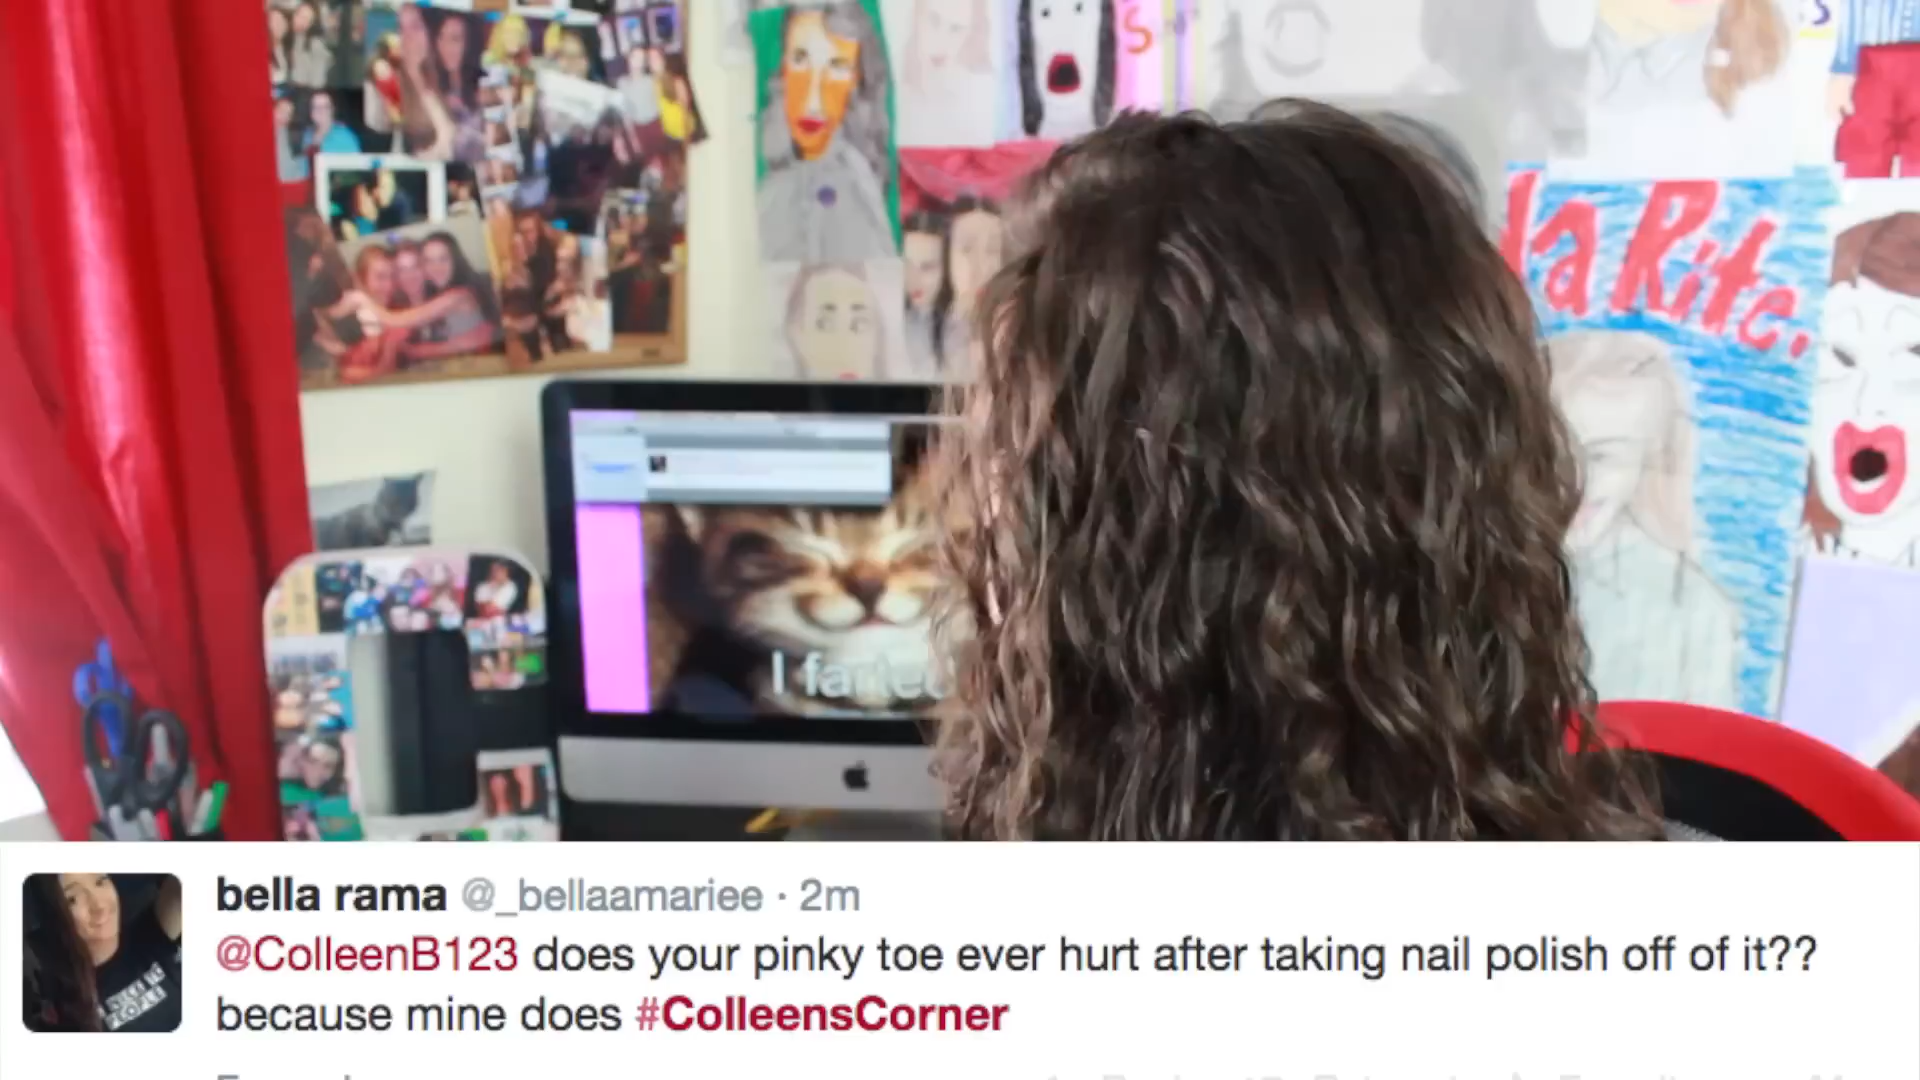 S
S
la Rite.
I farted
bella rama @_bellaamariee · 2m
@ColleenB123 does your pinky toe ever hurt after taking nail polish off of it??
because mine does #ColleensCorner